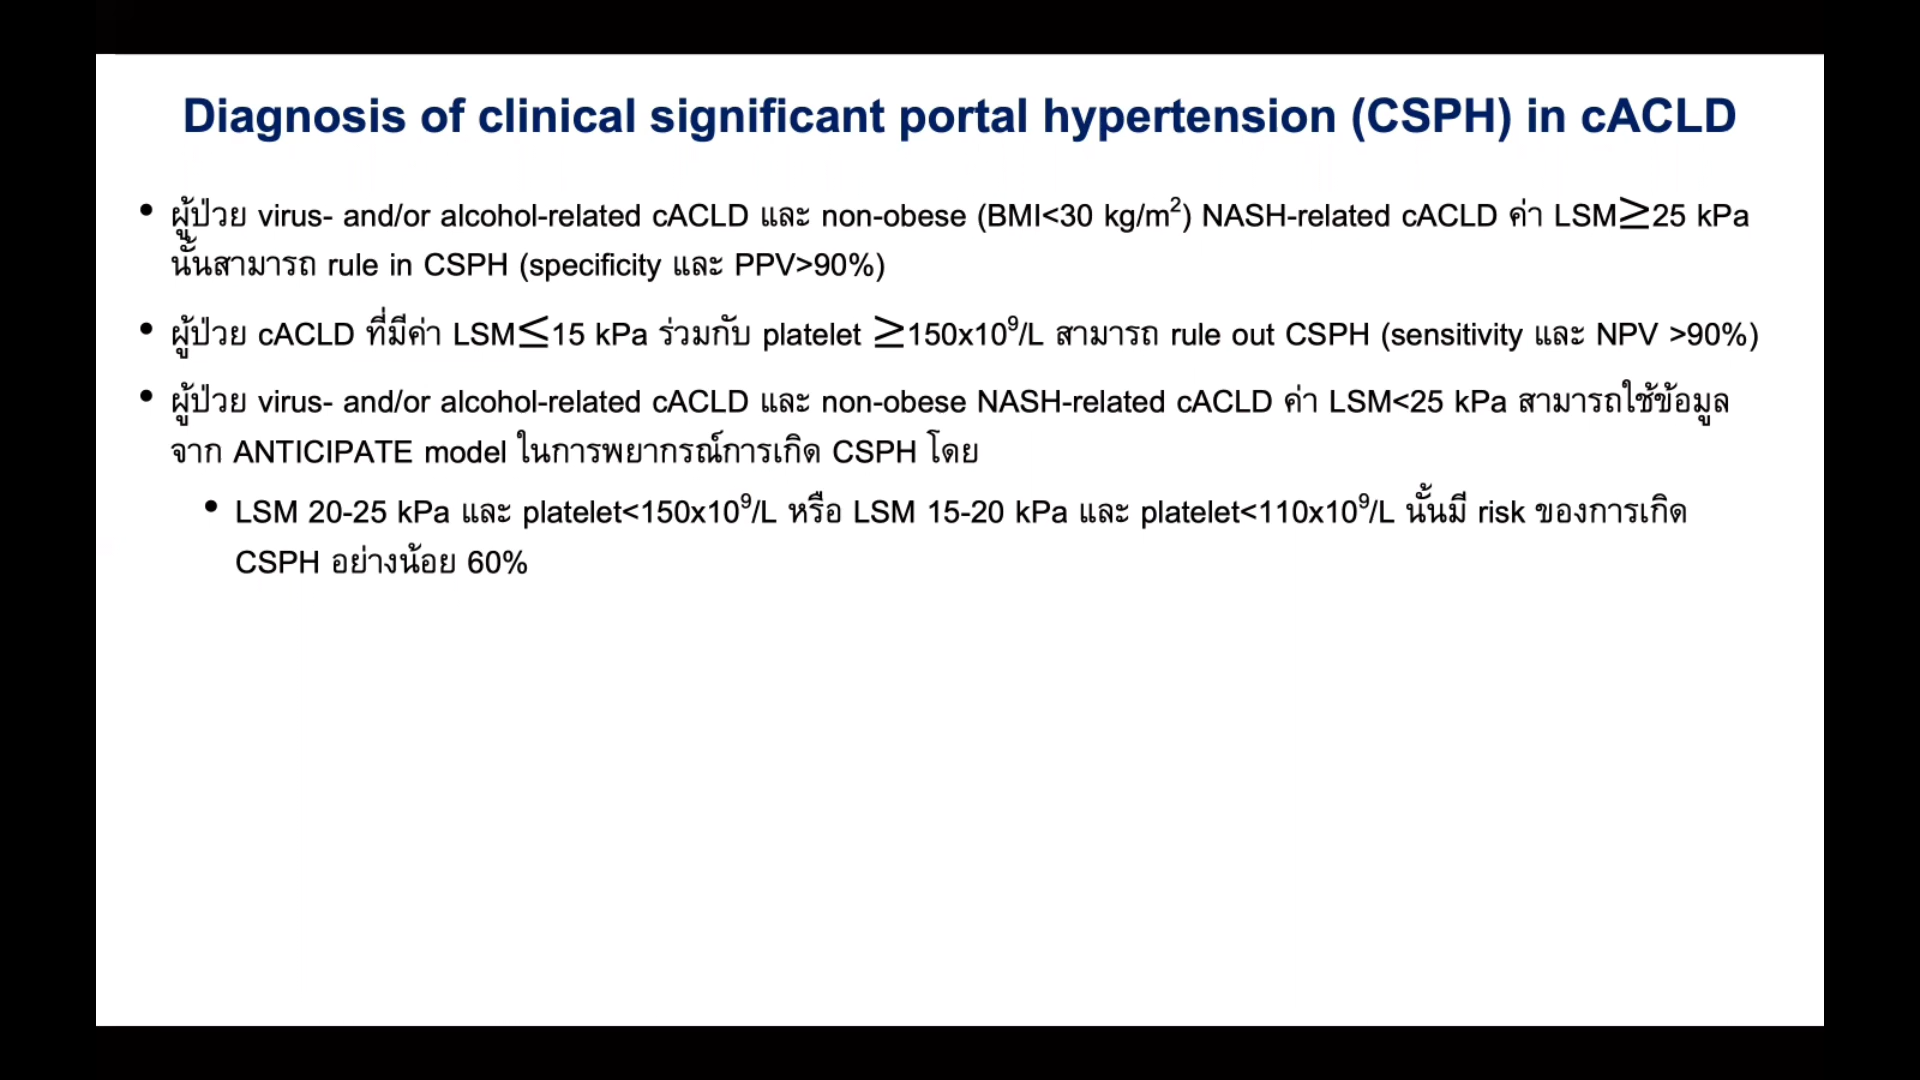 Diagnosis of clinical significant portal hypertension (CSPH) in cACLD
• ผู้ป่วย virus- and/or alcohol-related cACLD และ non-obese (BMI<30 kg/m²) NASH-related cACLD ค่า LSM≥25 kPa
นั้นสามารถ rule in CSPH (specificity และ PPV>90%)
• ผู้ป่วย cACLD ที่มีค่า LSM≤15 kPa ร่วมกับ platelet ≥150x10⁹/L สามารถ rule out CSPH (sensitivity และ NPV >90%)
• ผู้ป่วย virus- and/or alcohol-related cACLD และ non-obese NASH-related cACLD ค่า LSM<25 kPa สามารถใช้ข้อมูล
จาก ANTICIPATE model ในการพยากรณ์การเกิด CSPH โดย
• LSM 20-25 kPa และ platelet<150x10⁹/L หรือ LSM 15-20 kPa และ platelet<110x10⁹/L นั้นมี risk ของการเกิด
CSPH อย่างน้อย 60%